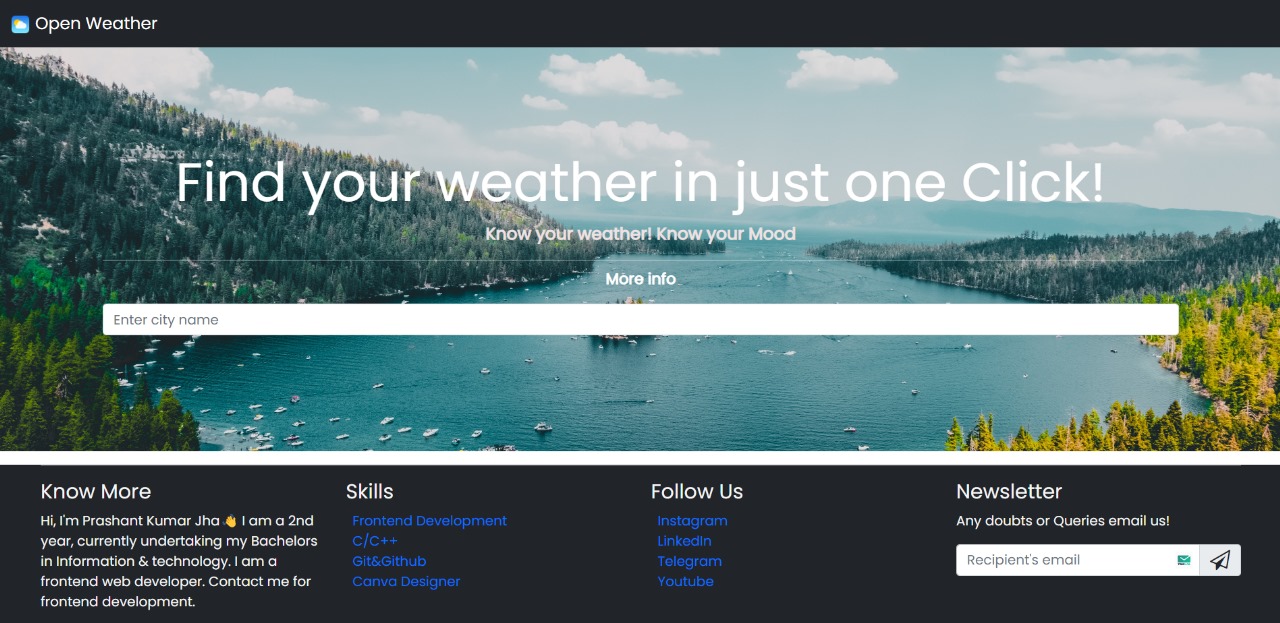 Open Weather
Find your weather in just one Click!
Know your weather! Know your Mood
More info
Enter city name
Know More
Hi, I'm Prashant Kumar Jha 👋 I am a 2nd
year, currently undertaking my Bachelors
in Information & technology. I am a
frontend web developer. Contact me for
frontend development.
Skills
Frontend Development
C/C++
Git&Github
Canva Designer
Follow Us
Instagram
LinkedIn
Telegram
Youtube
Newsletter
Any doubts or Queries email us!
Recipient's email